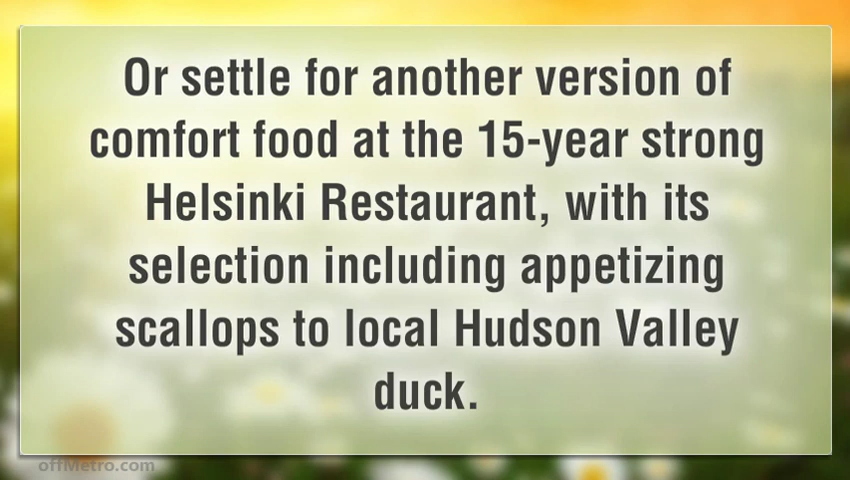 Or settle for another version of
comfort food at the 15-year strong
Helsinki Restaurant, with its
selection including appetizing
scallops to local Hudson Valley
duck.
offMetro.com